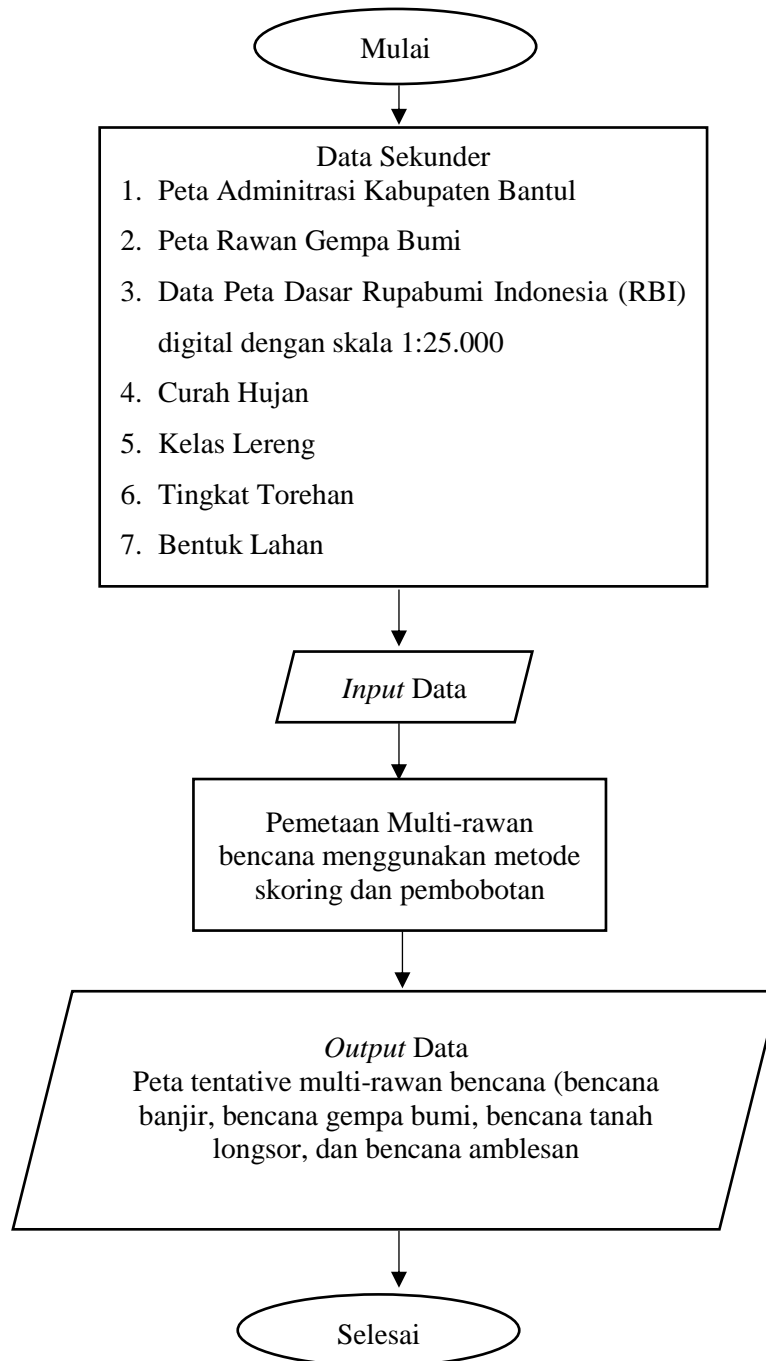 Mulai
Data Sekunder
1. Peta Adminitrasi Kabupaten Bantul
2. Peta Rawan Gempa Bumi
3. Data Peta Dasar Rupabumi Indonesia (RBI)
digital dengan skala 1:25.000
4. Curah Hujan
5. Kelas Lereng
6. Tingkat Torehan
7. Bentuk Lahan
Input Data
Pemetaan Multi-rawan
bencana menggunakan metode
skoring dan pembobotan
Output Data
Peta tentative multi-rawan bencana (bencana
banjir, bencana gempa bumi, bencana tanah
longsor, dan bencana amblesan
Selesai